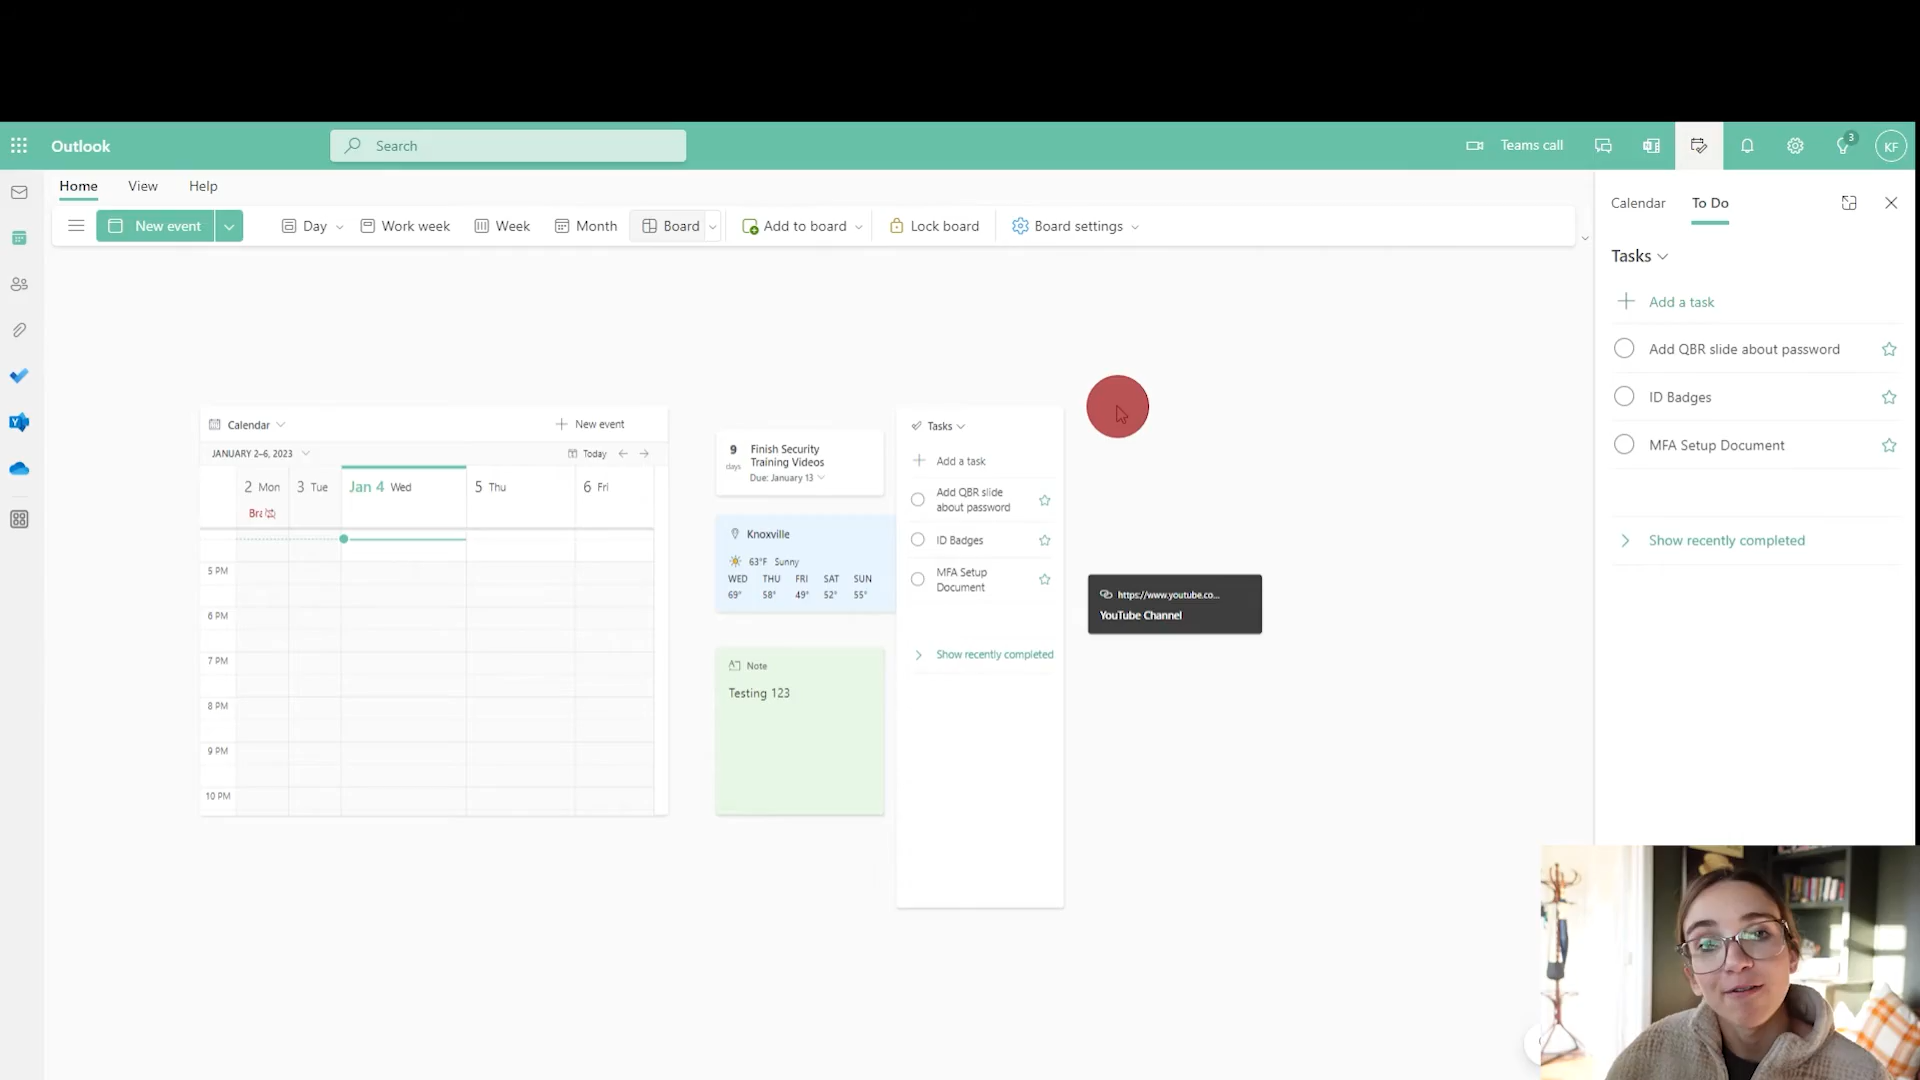 Outlook
Search
Teams call
3
KF
Home
View
Help
New event
Day
Work week
Week
Month
Board
Add to board
Lock board
Board settings
Calendar
New event
JANUARY 2–6, 2023
Today
2 Mon
3 Tue
Jan 4 Wed
5 Thu
6 Fri
Bra
5 PM
6 PM
7 PM
8 PM
9 PM
10 PM
9
days
Finish Security
Training Videos
Due: January 13
Knoxville
63°F Sunny
WED THU FRI SAT SUN
69° 58° 49° 52° 55°
Note
Testing 123
Tasks
Add a task
Add QBR slide
about password
ID Badges
MFA Setup
Document
Show recently completed
https://www.youtube.co...
YouTube Channel
Calendar
To Do
Tasks
Add a task
Add QBR slide about password
ID Badges
MFA Setup Document
Show recently completed